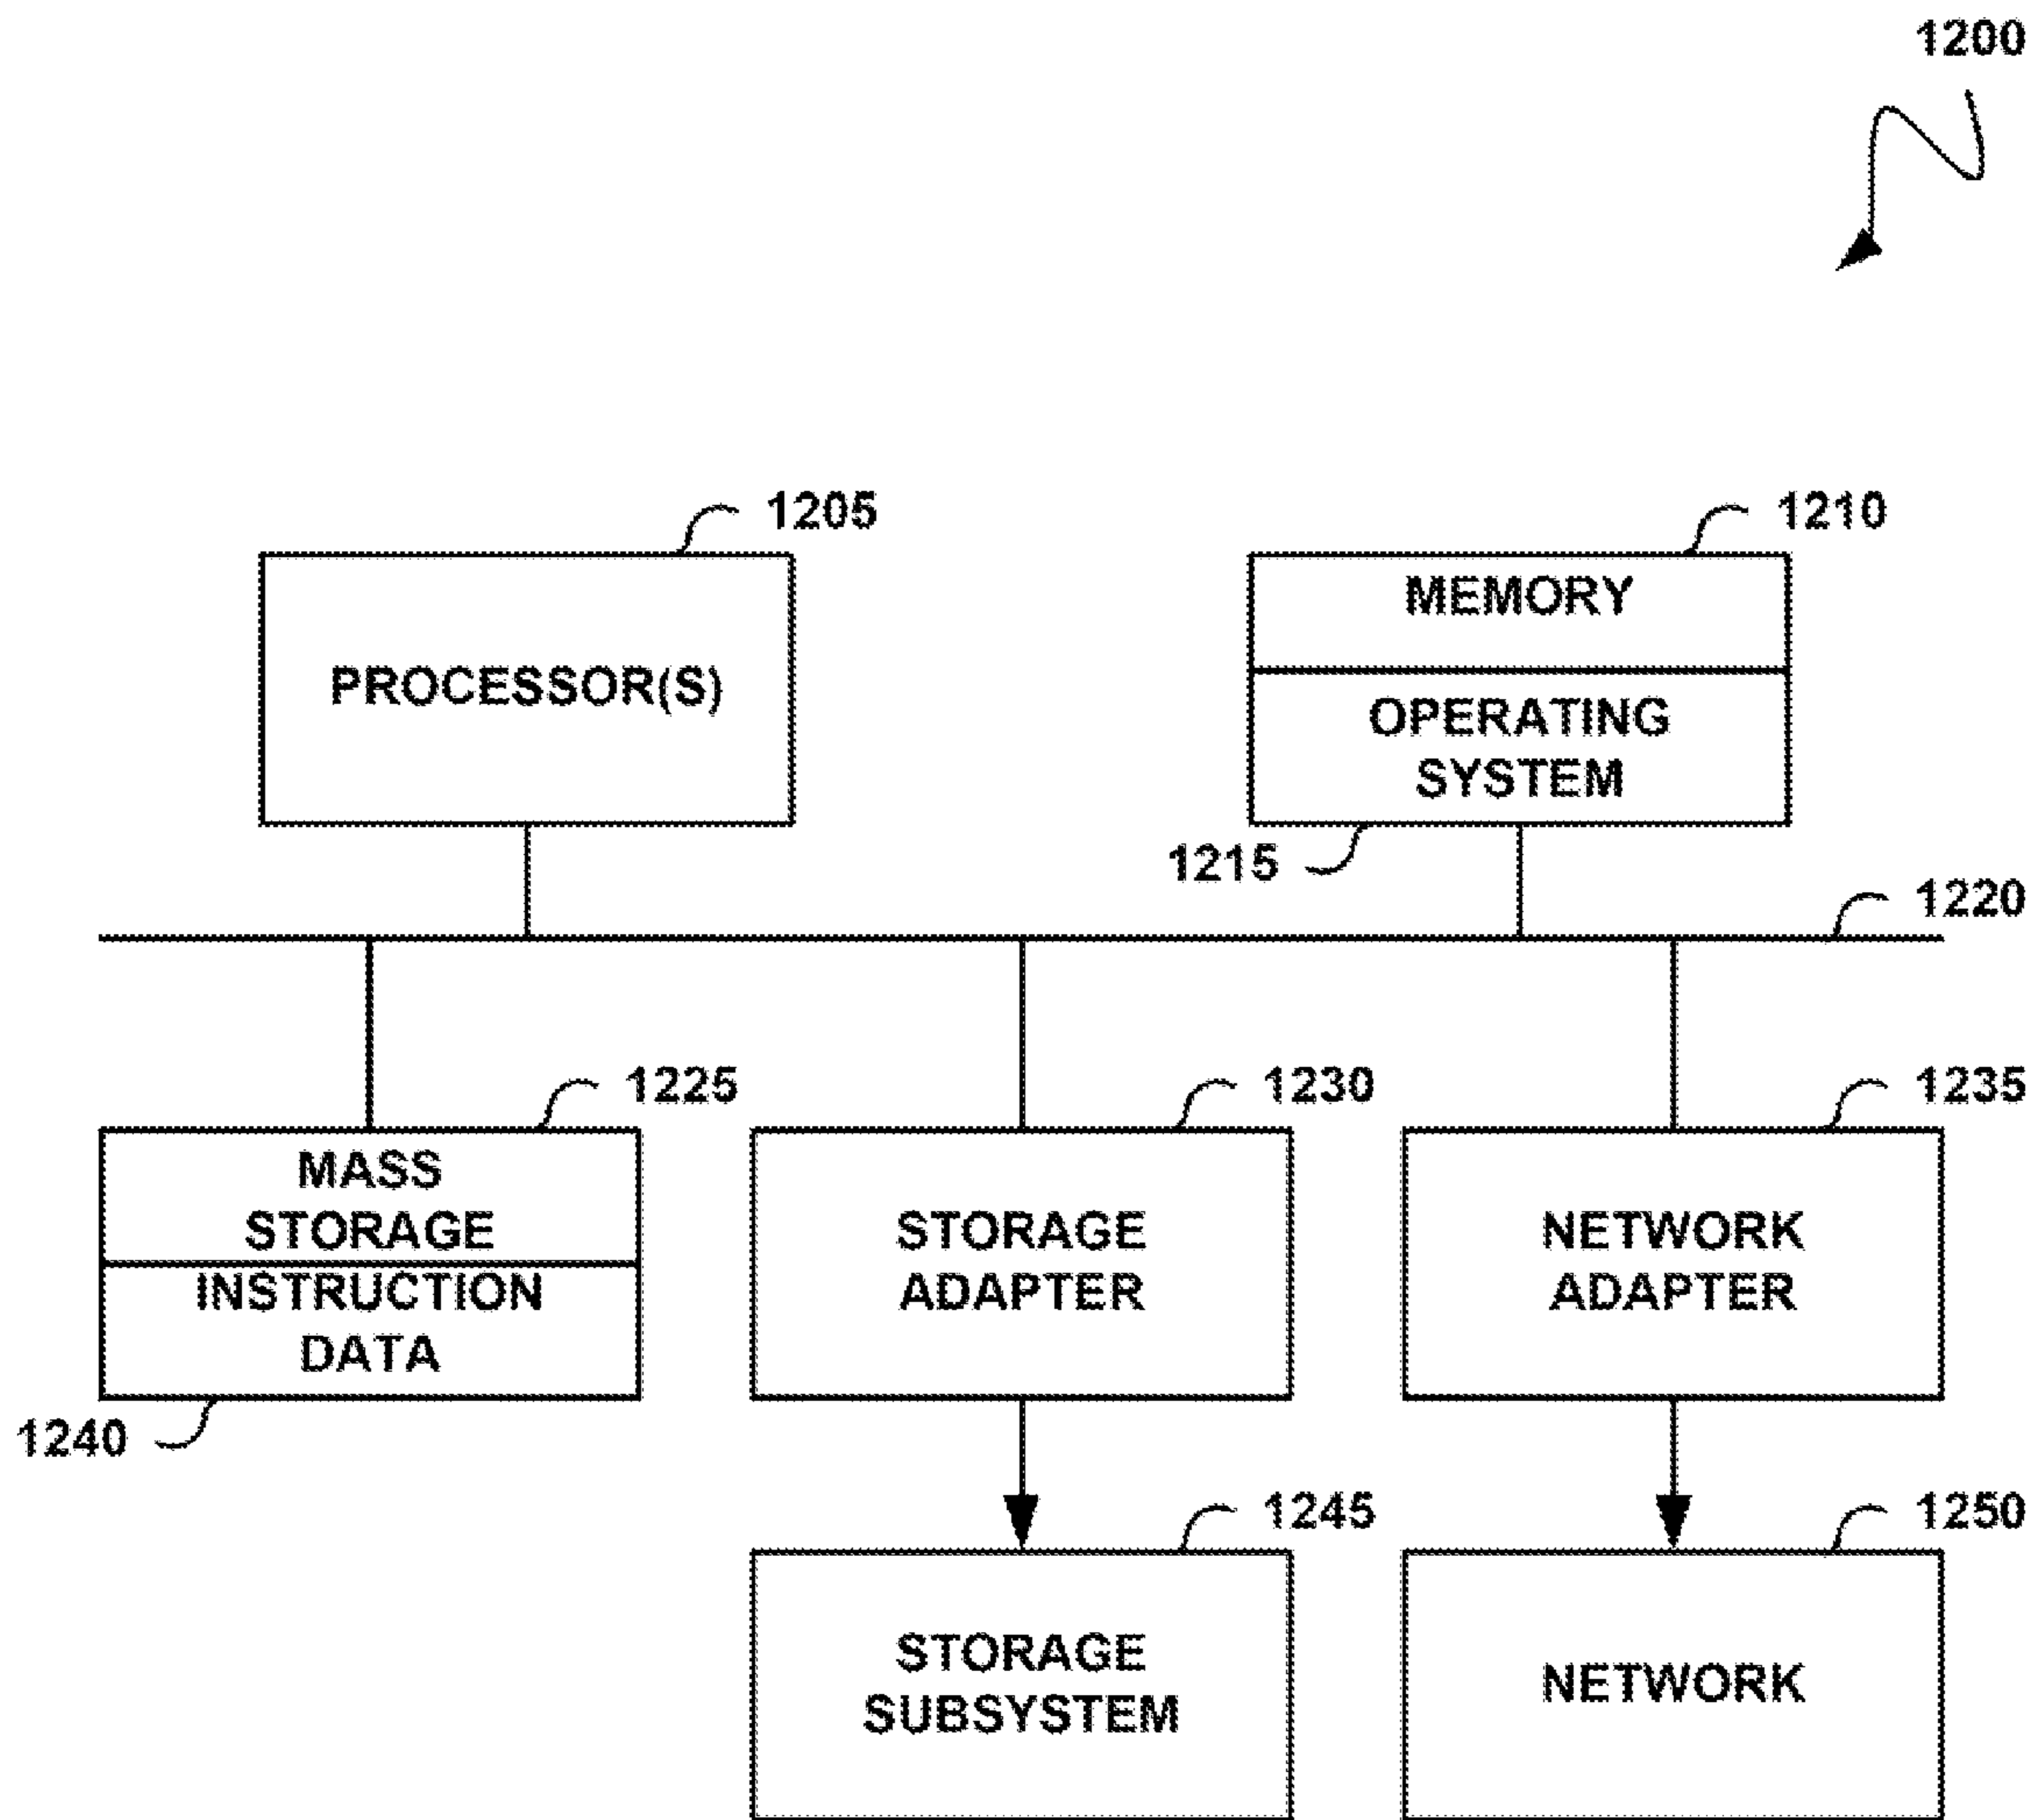 1200
1205
1210
PROCESSOR(S)
MEMORY
OPERATING
SYSTEM
1215
1220
1225
1230
1235
MASS
STORAGE
INSTRUCTION
DATA
STORAGE
ADAPTER
NETWORK
ADAPTER
1240
1245
1250
STORAGE
SUBSYSTEM
NETWORK